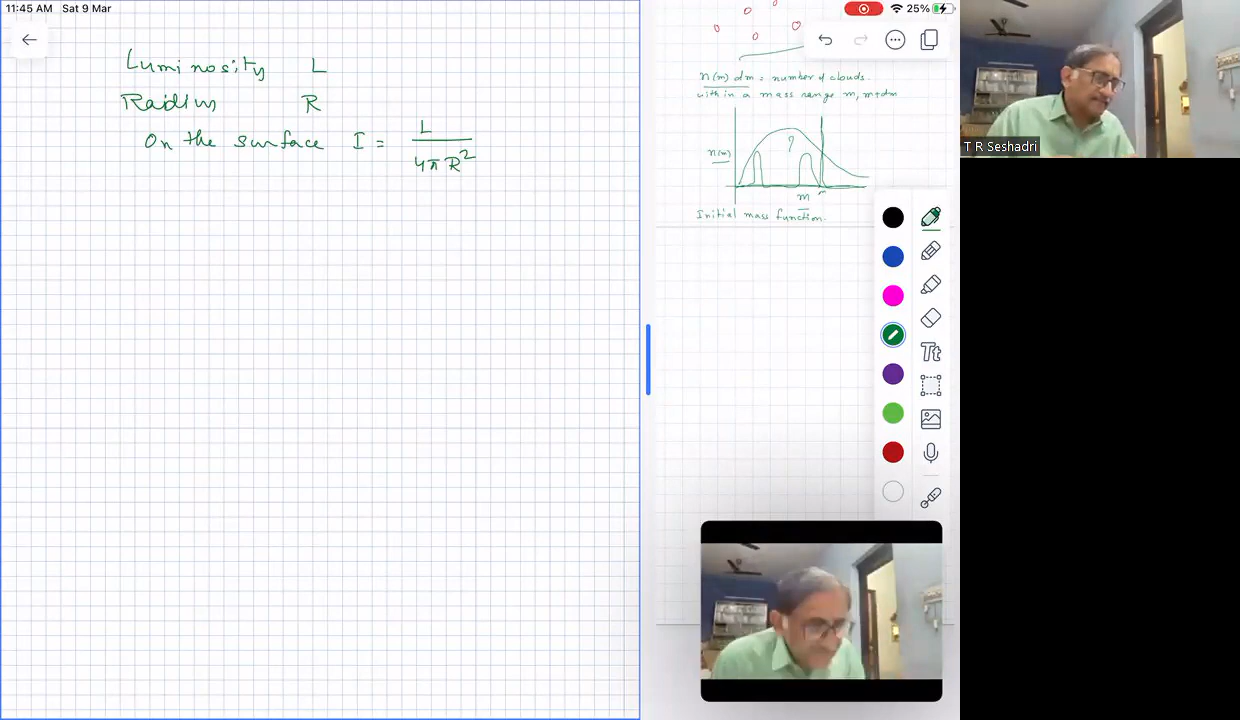 11:45 AM Sat 9 Mar
25%
Luminosity L
Radius R
On the surface I = L / 4πR²
n(m) dm = number of clouds.
with in a mass range m, m+dm
n(m)
?
m
Initial mass function.
Tt
T R Seshadri